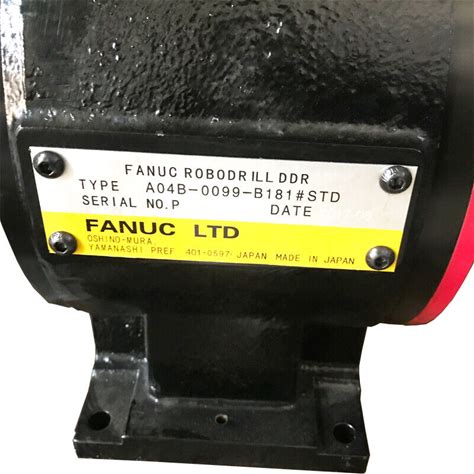 FANUC ROBODRILL DDR
TYPE A04B-0099-B181#STD
SERIAL NO.P DATE
FANUC LTD
OSHINO-MURA
YAMANASHI PREF 401-0597 JAPAN MADE IN JAPAN